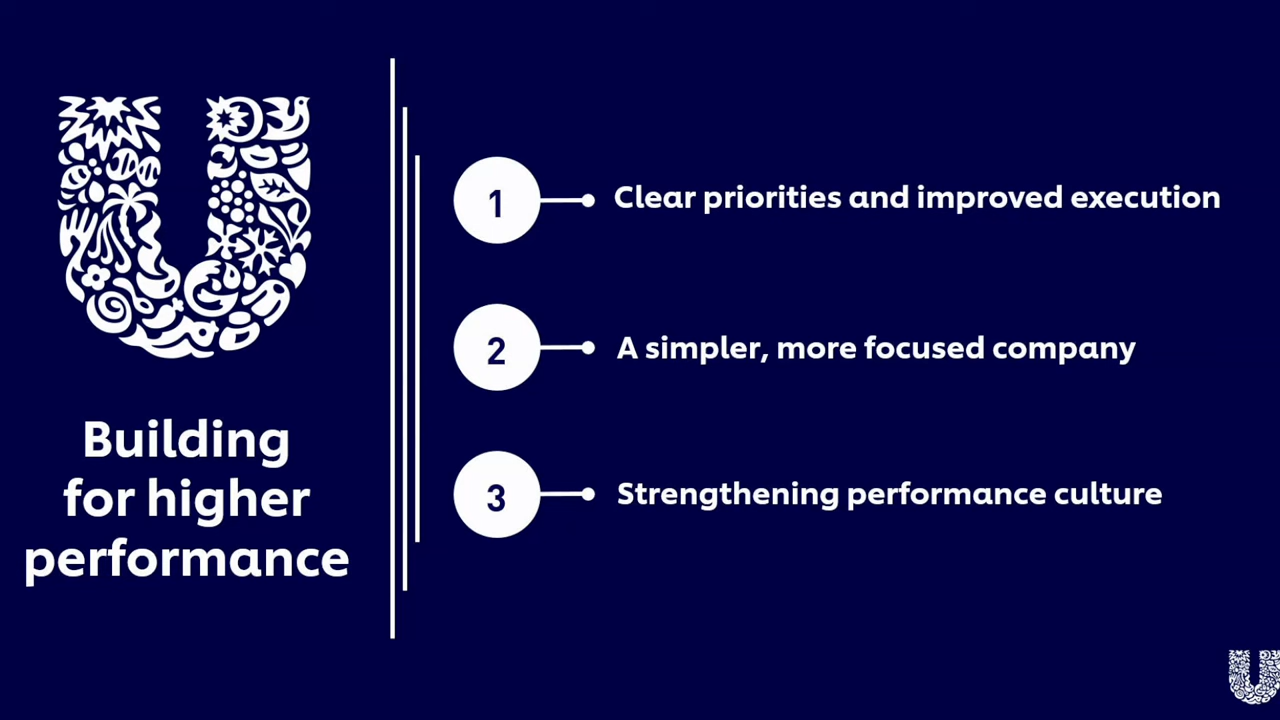 Building
for higher
performance
1
Clear priorities and improved execution
2
A simpler, more focused company
3
Strengthening performance culture